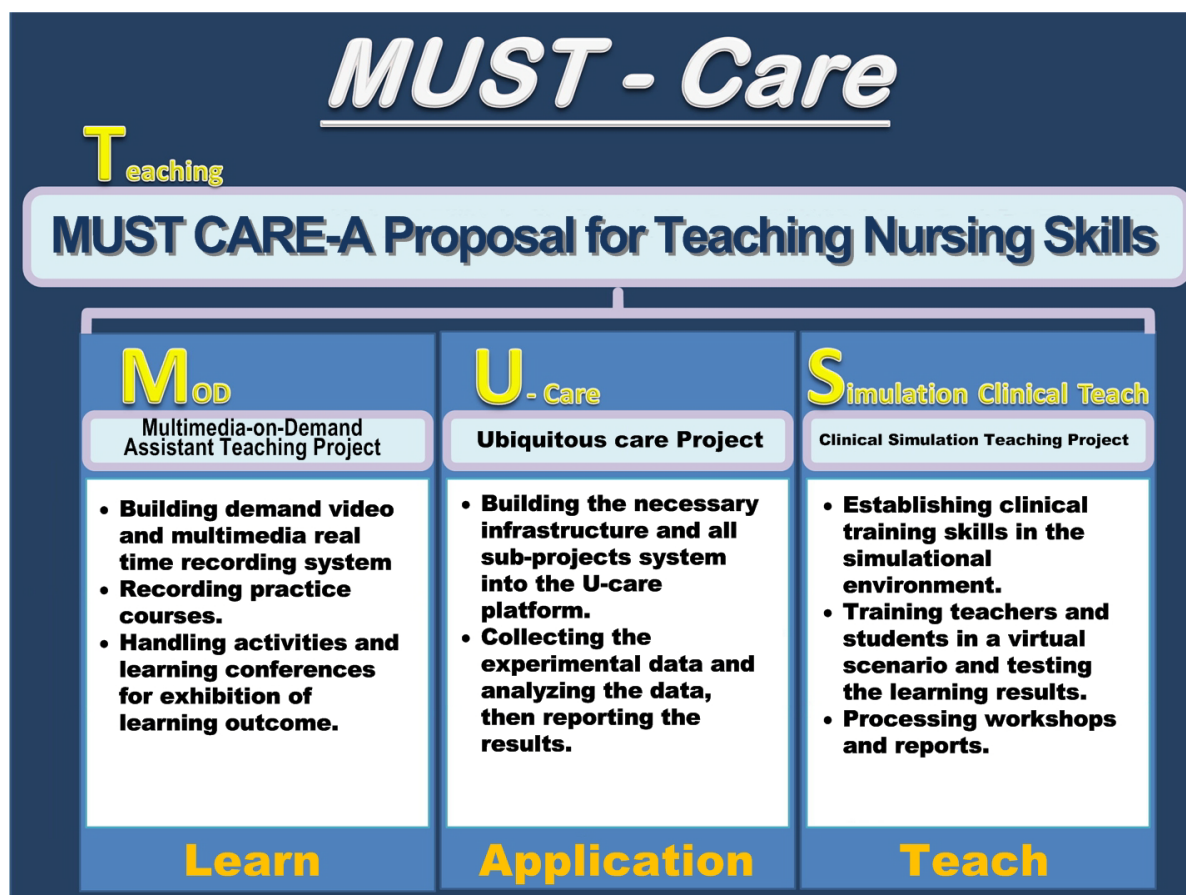 MUST - Care
Teaching
MUST CARE-A Proposal for Teaching Nursing Skills
MOD
Multimedia-on-Demand
Assistant Teaching Project
• Building demand video
and multimedia real
time recording system
• Recording practice
courses.
• Handling activities and
learning conferences
for exhibition of
learning outcome.
Learn
U - Care
Ubiquitous care Project
• Building the necessary
infrastructure and all
sub-projects system
into the U-care
platform.
• Collecting the
experimental data and
analyzing the data,
then reporting the
results.
Application
Simulation Clinical Teach
Clinical Simulation Teaching Project
• Establishing clinical
training skills in the
simulational
environment.
• Training teachers and
students in a virtual
scenario and testing
the learning results.
• Processing workshops
and reports.
Teach